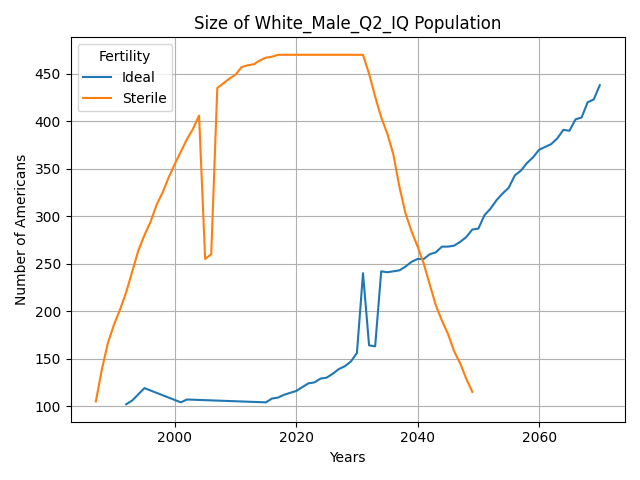 Size of White_Male_Q2_IQ Population
Fertility
Ideal
Sterile
Number of Americans
450
400
350
300
250
200
150
100
2000
2020
2040
2060
Years